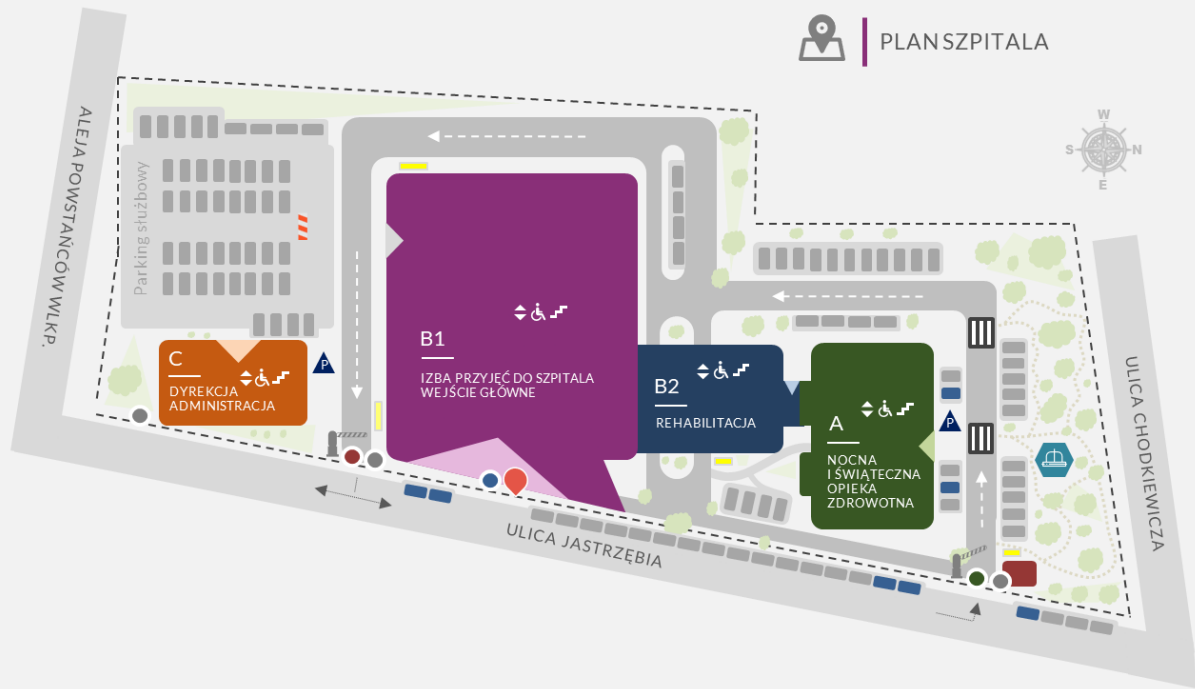 PLAN SZPITALA
W
S
N
E
ALEJA POWSTAŃCÓW WLKP.
Parking służbowy
C
DYREKCJA
ADMINISTRACJA
P
B1
IZBA PRZYJĘĆ DO SZPITALA
WEJŚCIE GŁÓWNE
B2
REHABILITACJA
A
NOCNA
I ŚWIĄTECZNA
OPIEKA
ZDROWOTNA
P
ULICA JASTRZĘBIA
ULICA CHODKIEWICZA